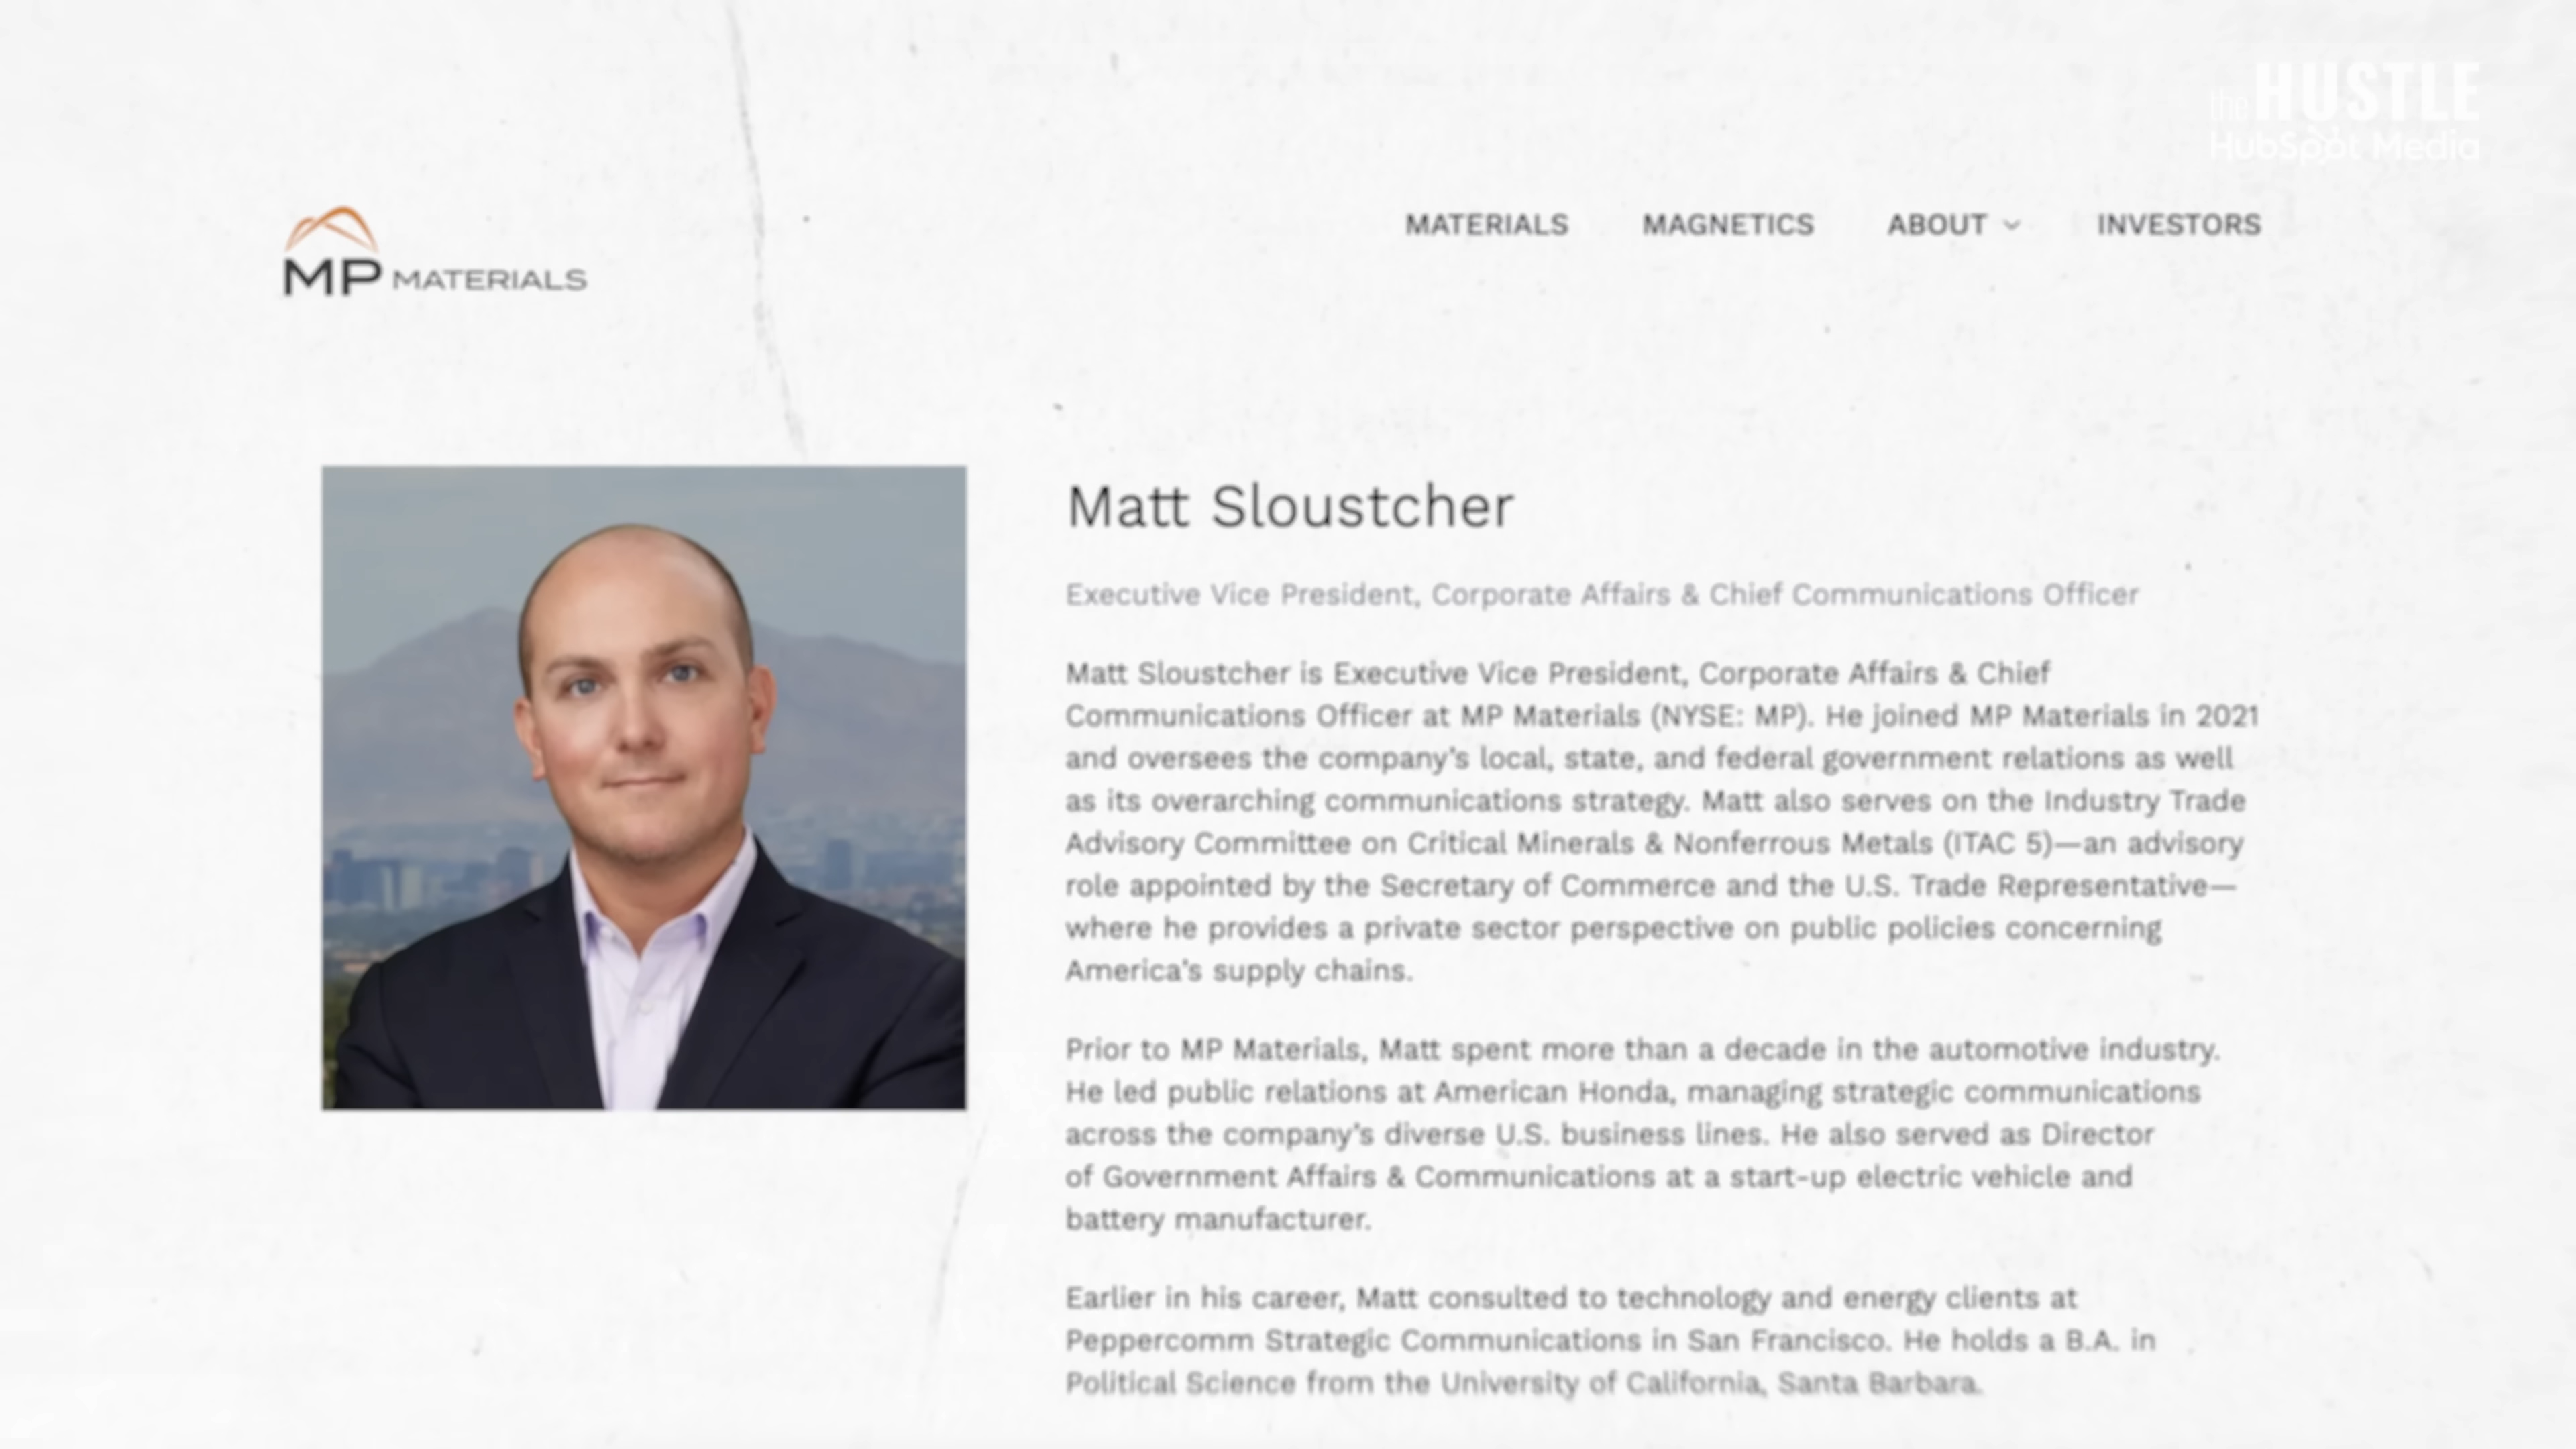 the HUSTLE
HubSpot Media
MP MATERIALS
MATERIALS MAGNETICS ABOUT INVESTORS
Matt Sloustcher
Executive Vice President, Corporate Affairs & Chief Communications Officer
Matt Sloustcher is Executive Vice President, Corporate Affairs & Chief
Communications Officer at MP Materials (NYSE: MP). He joined MP Materials in 2021
and oversees the company's local, state, and federal government relations as well
as its overarching communications strategy. Matt also serves on the Industry Trade
Advisory Committee on Critical Minerals & Nonferrous Metals (ITAC 5)—an advisory
role appointed by the Secretary of Commerce and the U.S. Trade Representative—
where he provides a private sector perspective on public policies concerning
America's supply chains.
Prior to MP Materials, Matt spent more than a decade in the automotive industry.
He led public relations at American Honda, managing strategic communications
across the company's diverse U.S. business lines. He also served as Director
of Government Affairs & Communications at a start-up electric vehicle and
battery manufacturer.
Earlier in his career, Matt consulted to technology and energy clients at
Peppercomm Strategic Communications in San Francisco. He holds a B.A. in
Political Science from the University of California, Santa Barbara.